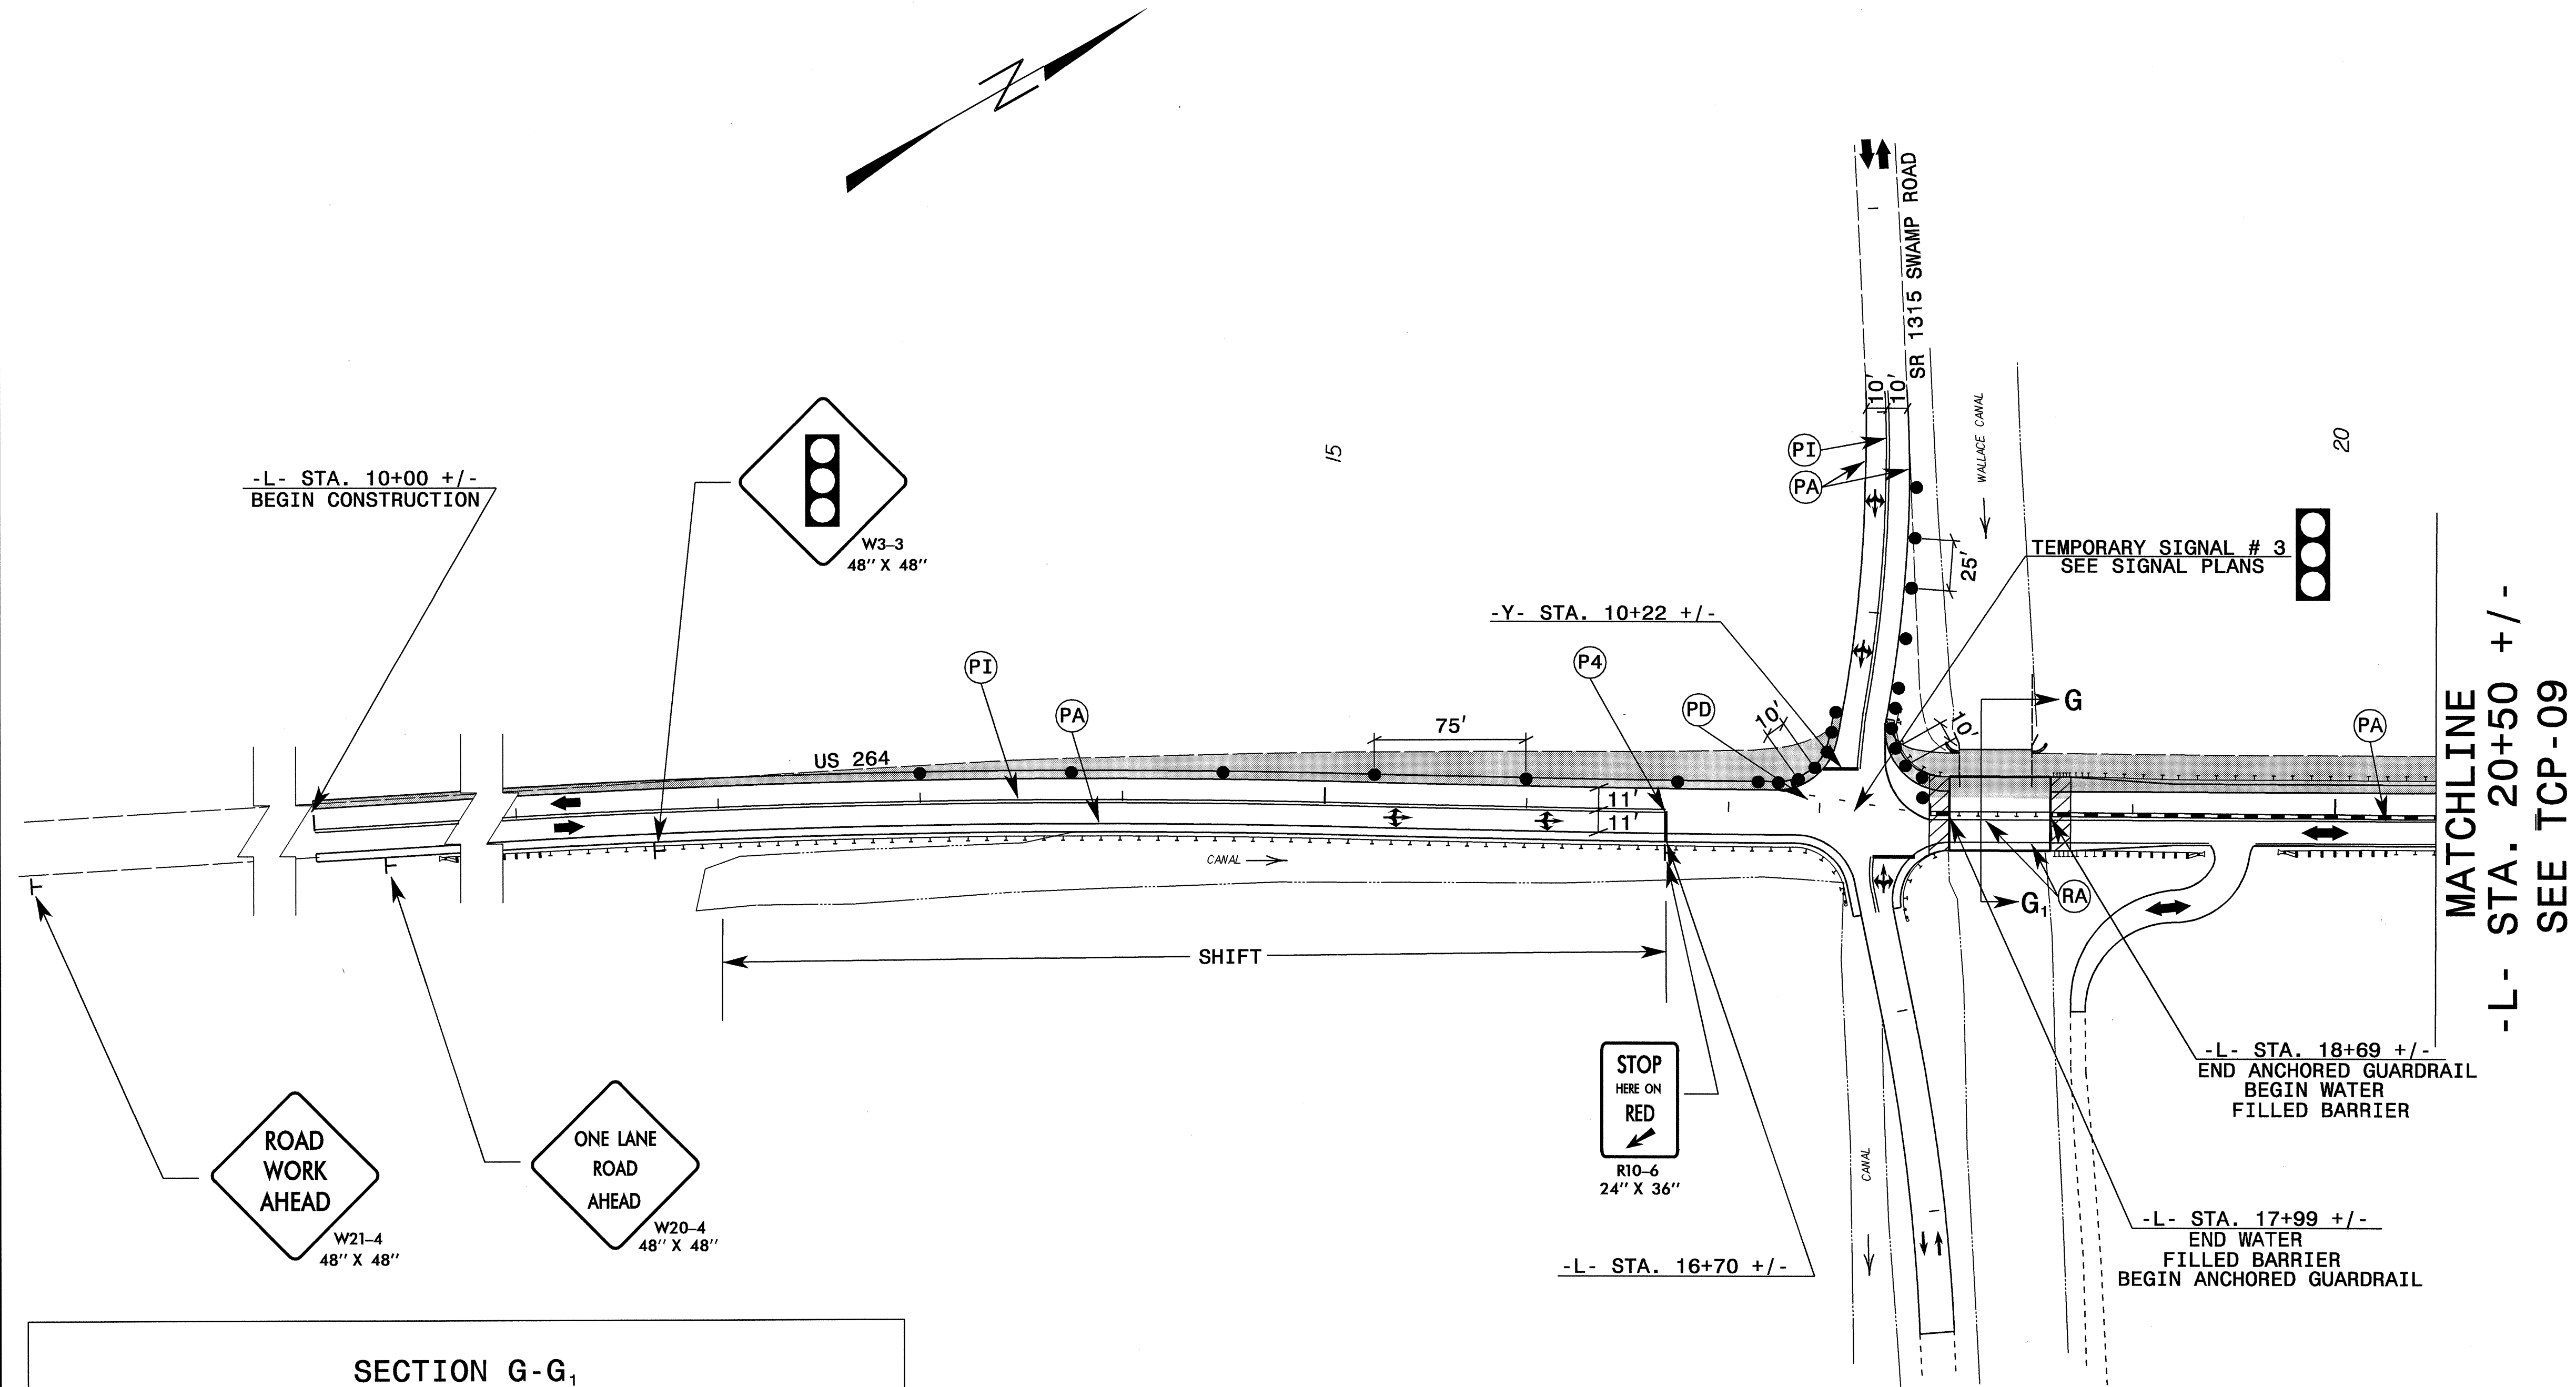 N
SR 1315 SWAMP ROAD
10'
10'
WALLACE CANAL
PI
PA
25'
15
20
-L- STA. 10+00 +/-
BEGIN CONSTRUCTION
W3-3
48" X 48"
TEMPORARY SIGNAL # 3
SEE SIGNAL PLANS
-Y- STA. 10+22 +/-
PI
PA
P4
PD
10'
10'
75'
US 264
11'
11'
G
G1
RA
PA
CANAL
SHIFT
MATCHLINE
-L- STA. 20+50 +/-
SEE TCP-09
STOP
HERE ON
RED
R10-6
24" X 36"
-L- STA. 18+69 +/-
END ANCHORED GUARDRAIL
BEGIN WATER
FILLED BARRIER
ROAD
WORK
AHEAD
W21-4
48" X 48"
ONE LANE
ROAD
AHEAD
W20-4
48" X 48"
CANAL
-L- STA. 16+70 +/-
-L- STA. 17+99 +/-
END WATER
FILLED BARRIER
BEGIN ANCHORED GUARDRAIL
SECTION G-G1